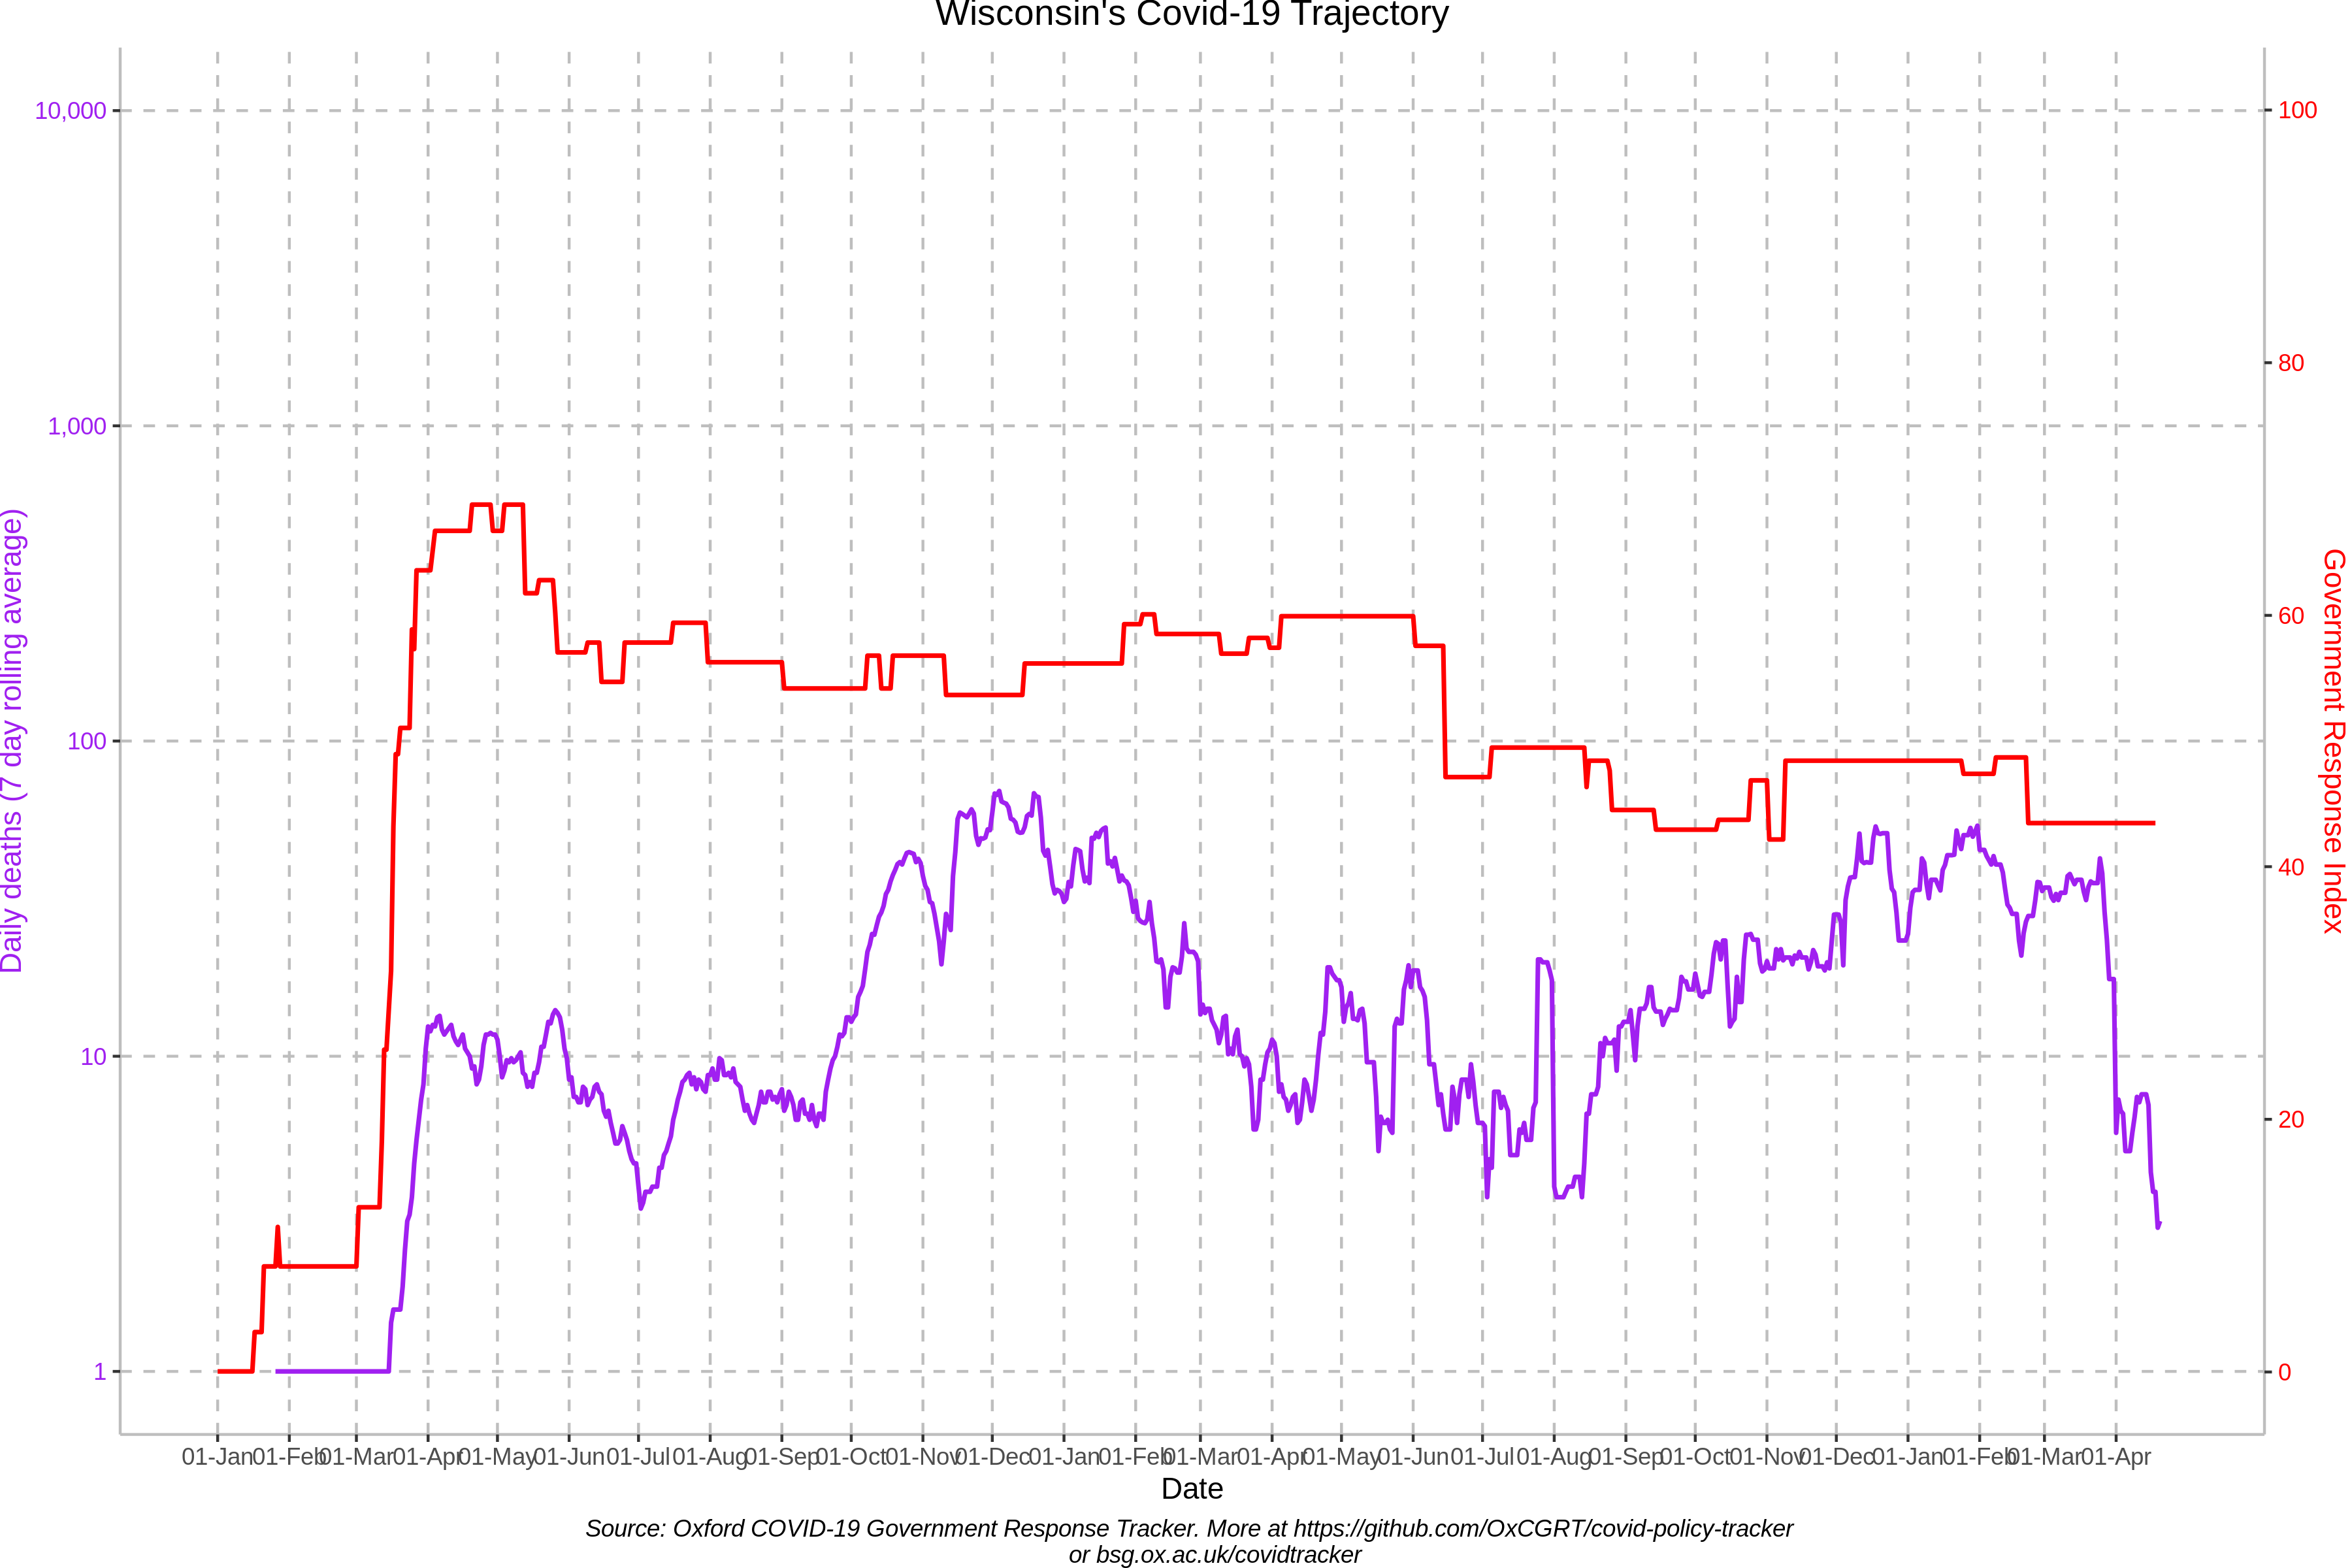 Wisconsin's Covid-19 Trajectory
10,000
1,000
100
10
1
Daily deaths (7 day rolling average)
100
80
60
40
20
0
Government Response Index
01-Jan 01-Feb 01-Mar 01-Apr 01-May 01-Jun 01-Jul 01-Aug 01-Sep 01-Oct 01-Nov 01-Dec 01-Jan 01-Feb 01-Mar 01-Apr 01-May 01-Jun 01-Jul 01-Aug 01-Sep 01-Oct 01-Nov 01-Dec 01-Jan 01-Feb 01-Mar 01-Apr
Date
Source: Oxford COVID-19 Government Response Tracker. More at https://github.com/OxCGRT/covid-policy-tracker
or bsg.ox.ac.uk/covidtracker